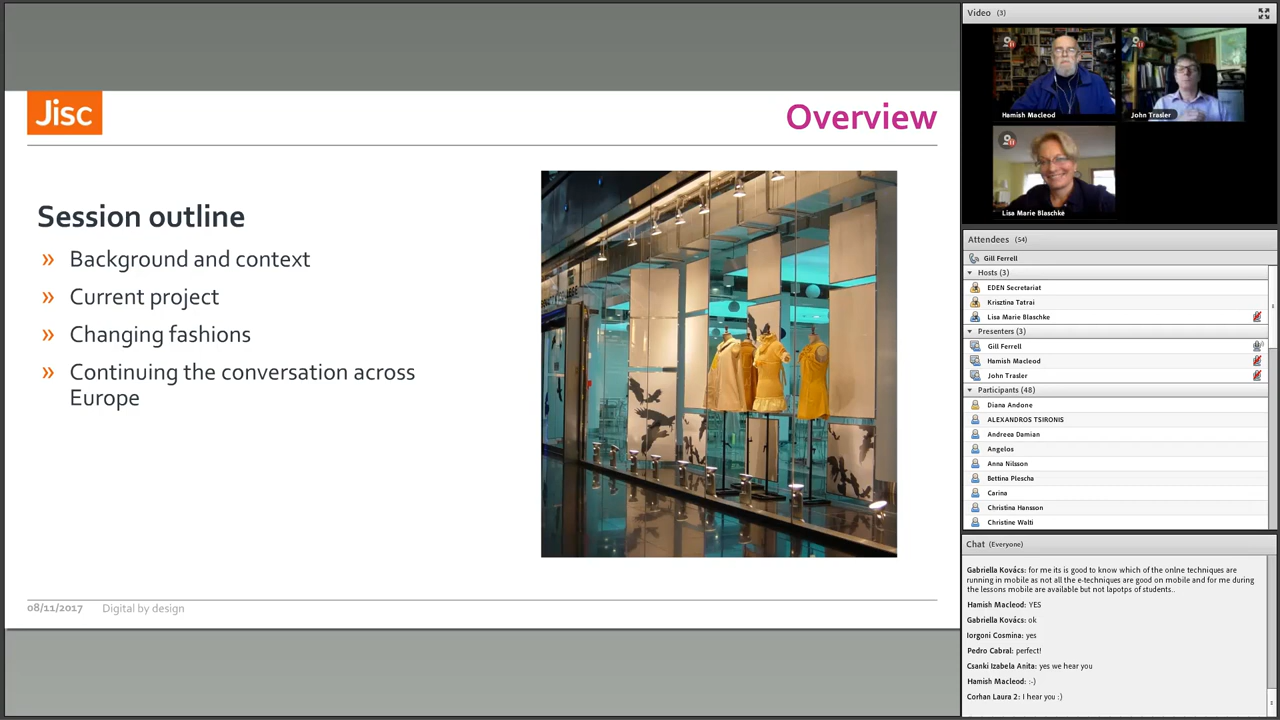 Jisc
Overview
Session outline
» Background and context
» Current project
» Changing fashions
» Continuing the conversation across
Europe
08/11/2017 Digital by design
Video (3)
Hamish Macleod
John Trasler
Lisa Marie Blaschke
Attendees (54)
Gill Ferrell
Hosts (3)
EDEN Secretariat
Krisztina Tatrai
Lisa Marie Blaschke
Presenters (3)
Gill Ferrell
Hamish Macleod
John Trasler
Participants (48)
Diana Andone
ALEXANDROS TSIRONIS
Andreea Damian
Angelos
Anna Nilsson
Bettina Plescha
Carina
Christina Hansson
Christine Walti
Chat (Everyone)
Gabriella Kovács: for me its is good to know which of the onlne techniques are
running in mobile as not all the e-techniques are good on mobile and for me during
the lessons mobile are available but not lapotps of students..
Hamish Macleod: YES
Gabriella Kovács: ok
Iorgoni Cosmina: yes
Pedro Cabral: perfect!
Csanki Izabela Anita: yes we hear you
Hamish Macleod: :-)
Corhan Laura 2: I hear you :)